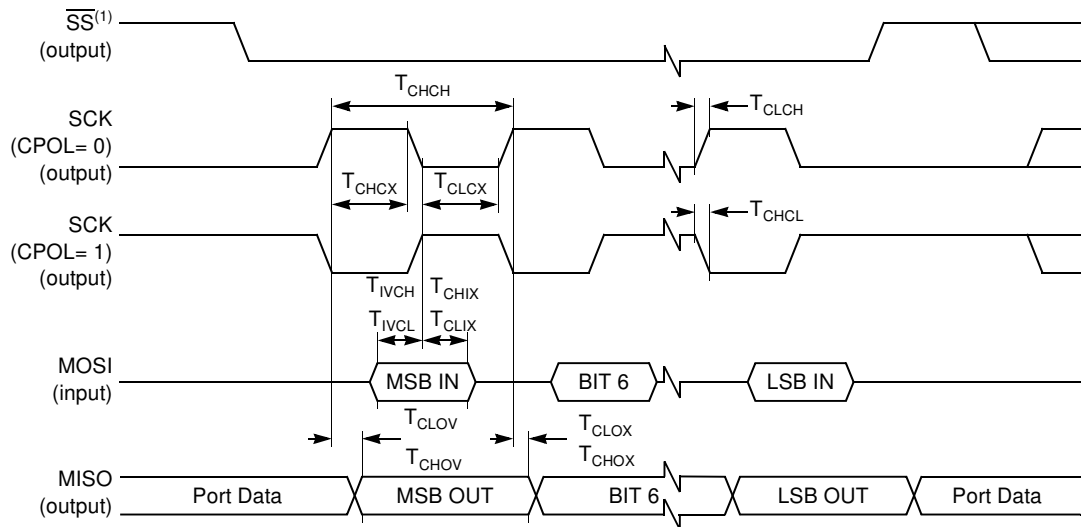 SS(1)
(output)
TCHCH
TCLCH
SCK
(CPOL= 0)
(output)
TCHCX
TCLCX
TCHCL
SCK
(CPOL= 1)
(output)
TIVCH
TCHIX
TIVCL
TCLIX
MOSI
(input)
MSB IN
BIT 6
LSB IN
TCLOV
TCLOX
TCHOV
TCHOX
MISO
(output)
Port Data
MSB OUT
BIT 6
LSB OUT
Port Data